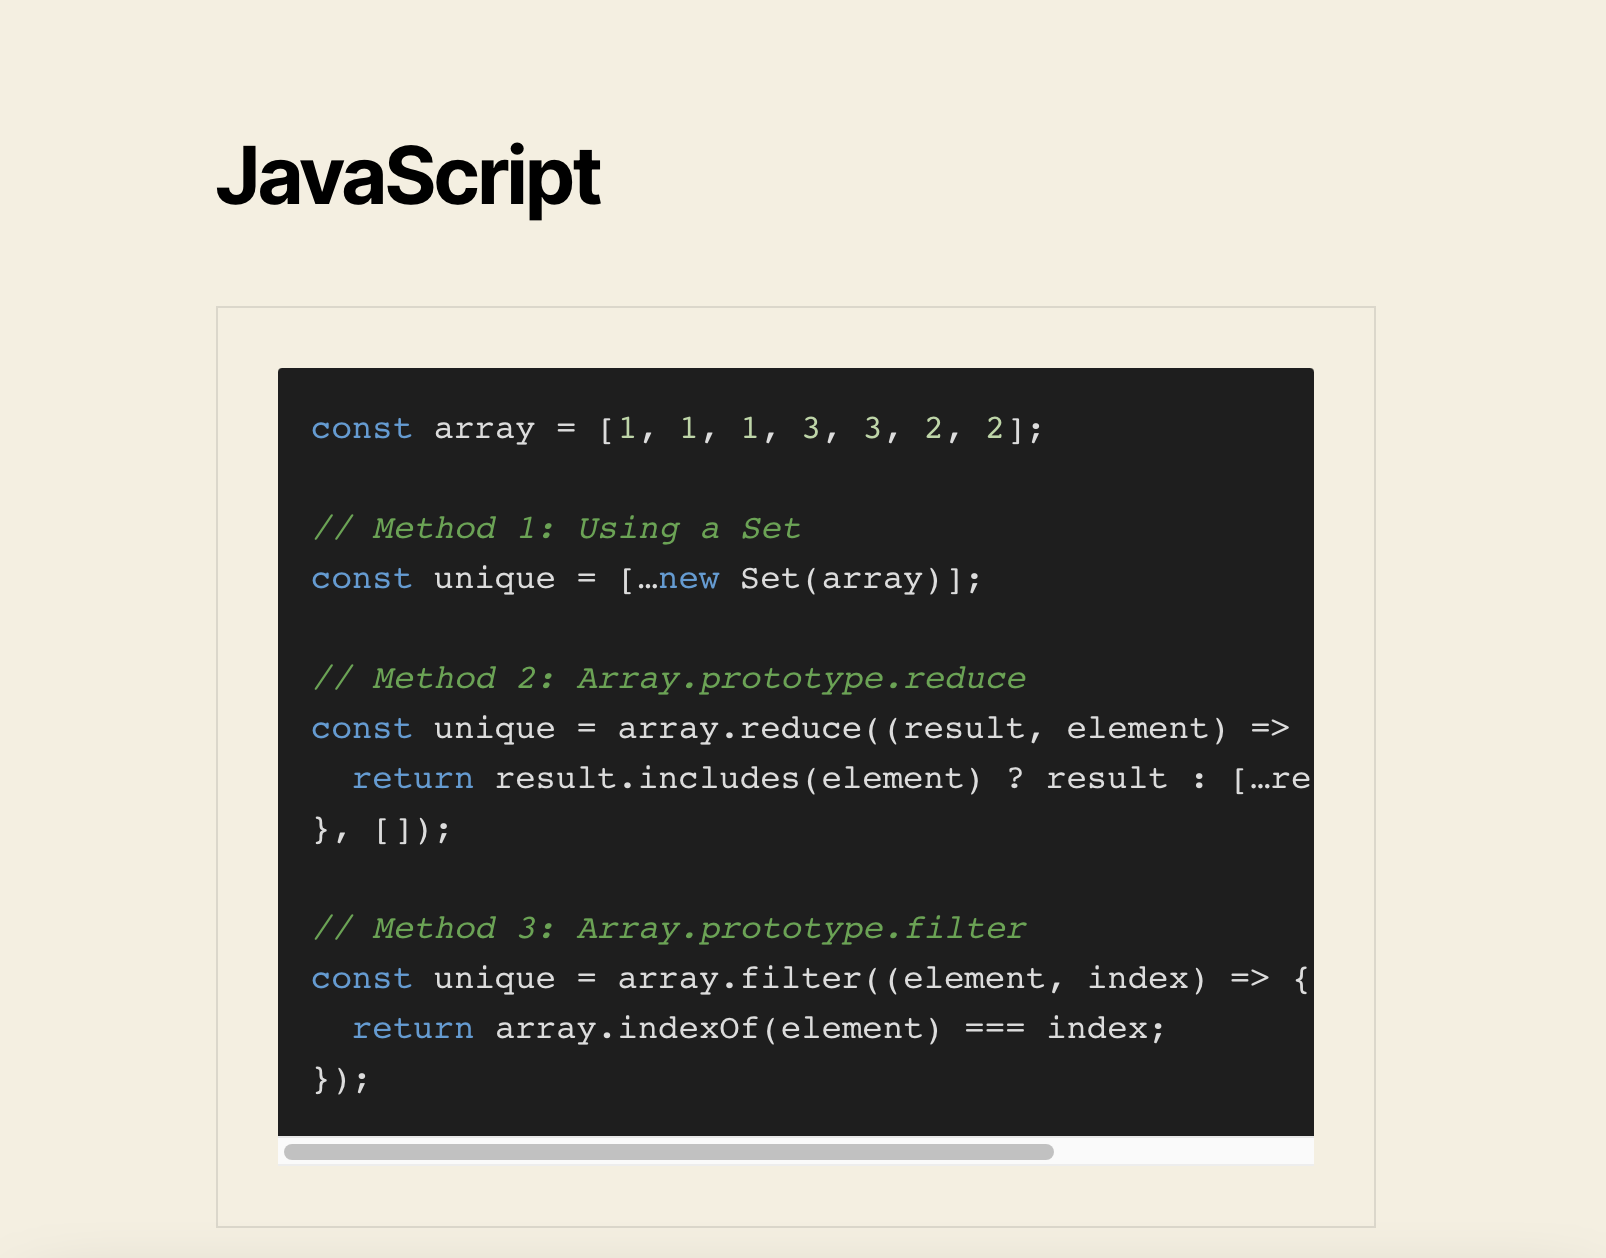 JavaScript
const array = [1, 1, 1, 3, 3, 2, 2];
// Method 1: Using a Set
const unique = […new Set(array)];
// Method 2: Array.prototype.reduce
const unique = array.reduce((result, element) =>
  return result.includes(element) ? result : […re
}, []);
// Method 3: Array.prototype.filter
const unique = array.filter((element, index) => {
  return array.indexOf(element) === index;
});